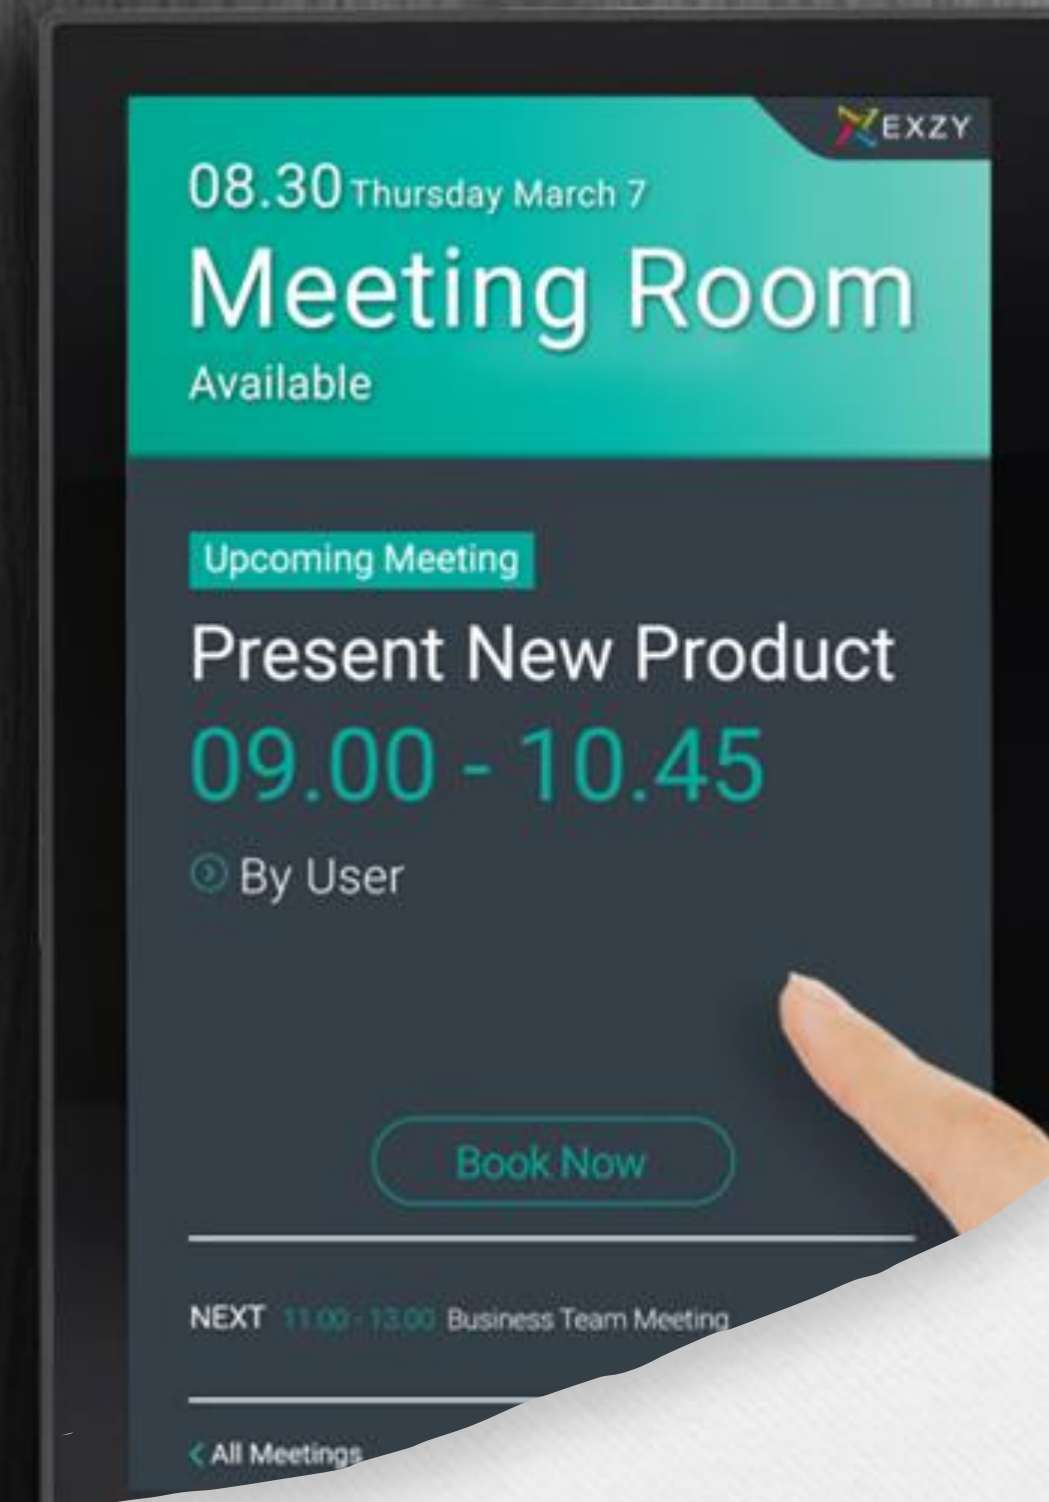 EXZY
08.30 Thursday March 7
Meeting Room
Available
Upcoming Meeting
Present New Product
09.00 - 10.45
By User
Book Now
NEXT 11.00 - 13.00 Business Team Meeting
All Meetings